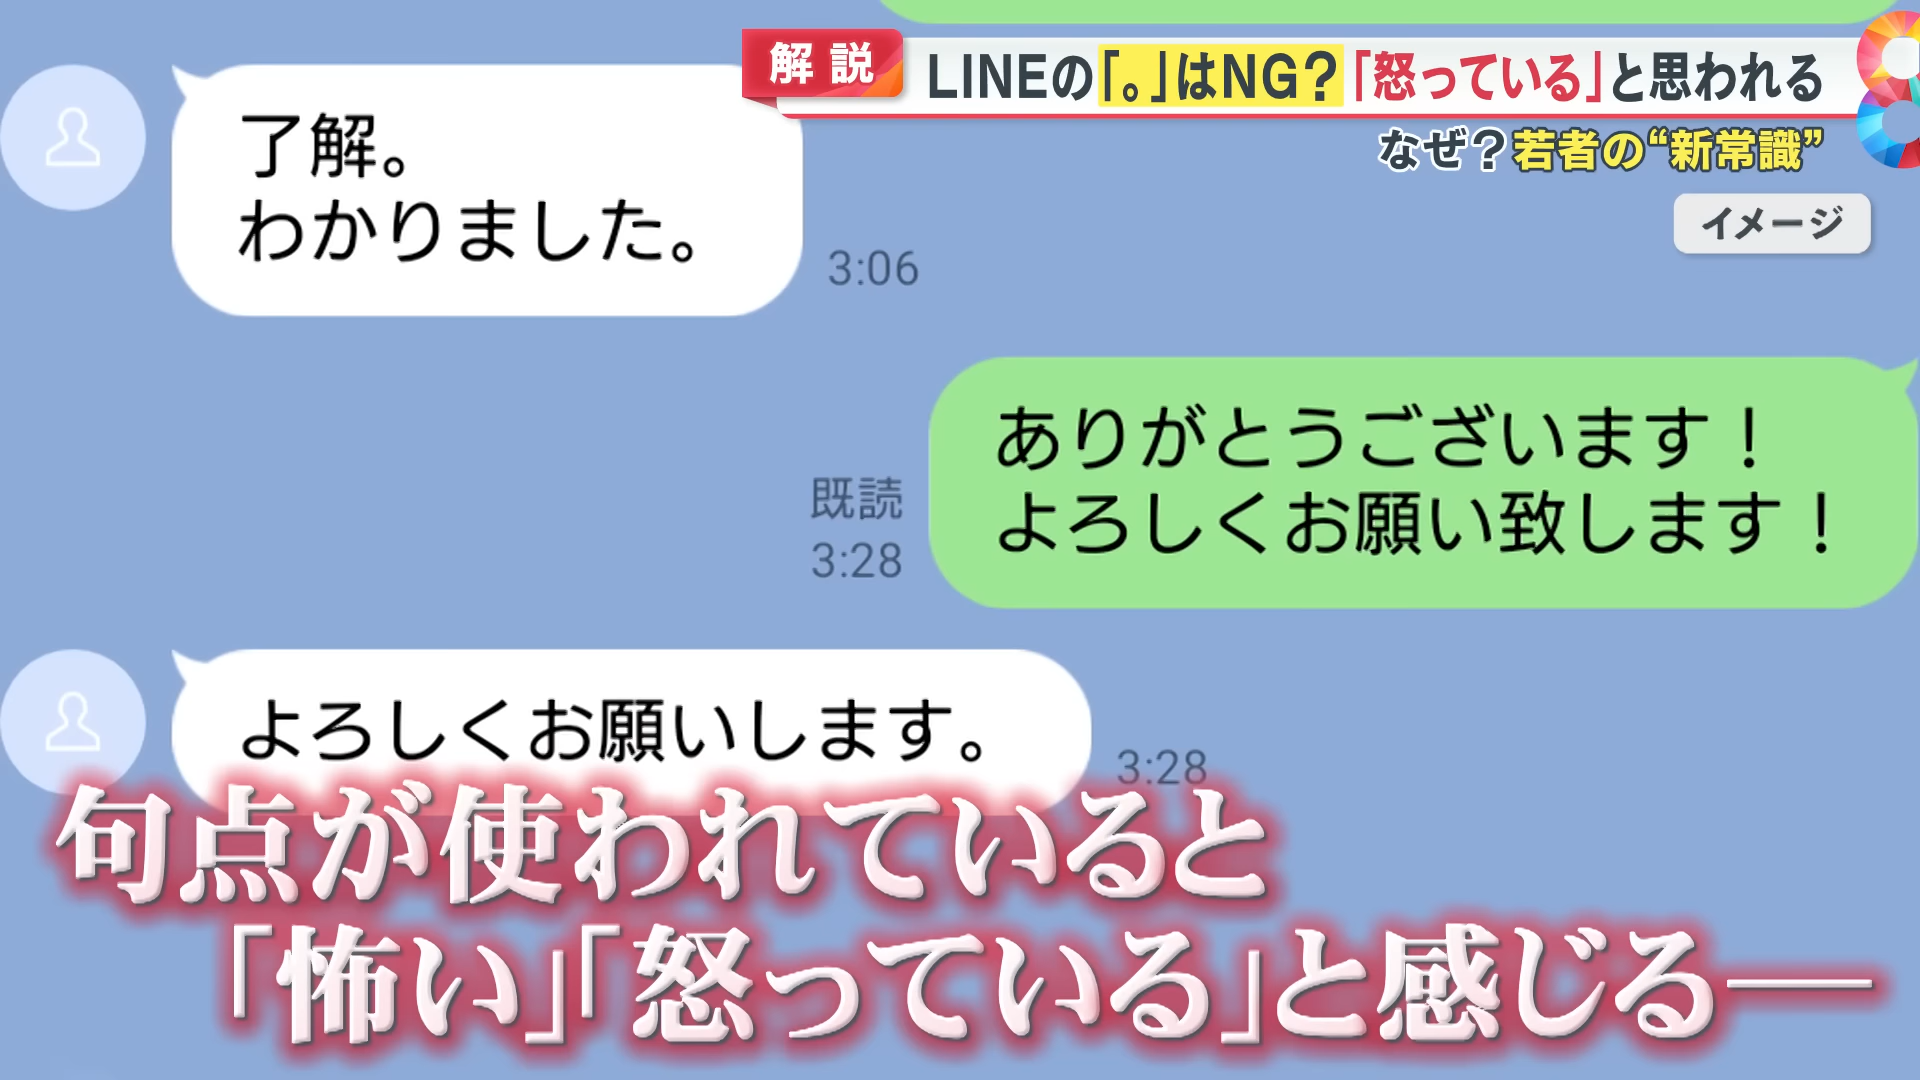 解説
LINEの「。」はNG?「怒っている」と思われる
なぜ?若者の“新常識”
イメージ
了解。
わかりました。
3:06
ありがとうございます!
よろしくお願い致します!
既読
3:28
よろしくお願いします。
3:28
句点が使われていると
「怖い」「怒っている」と感じる──